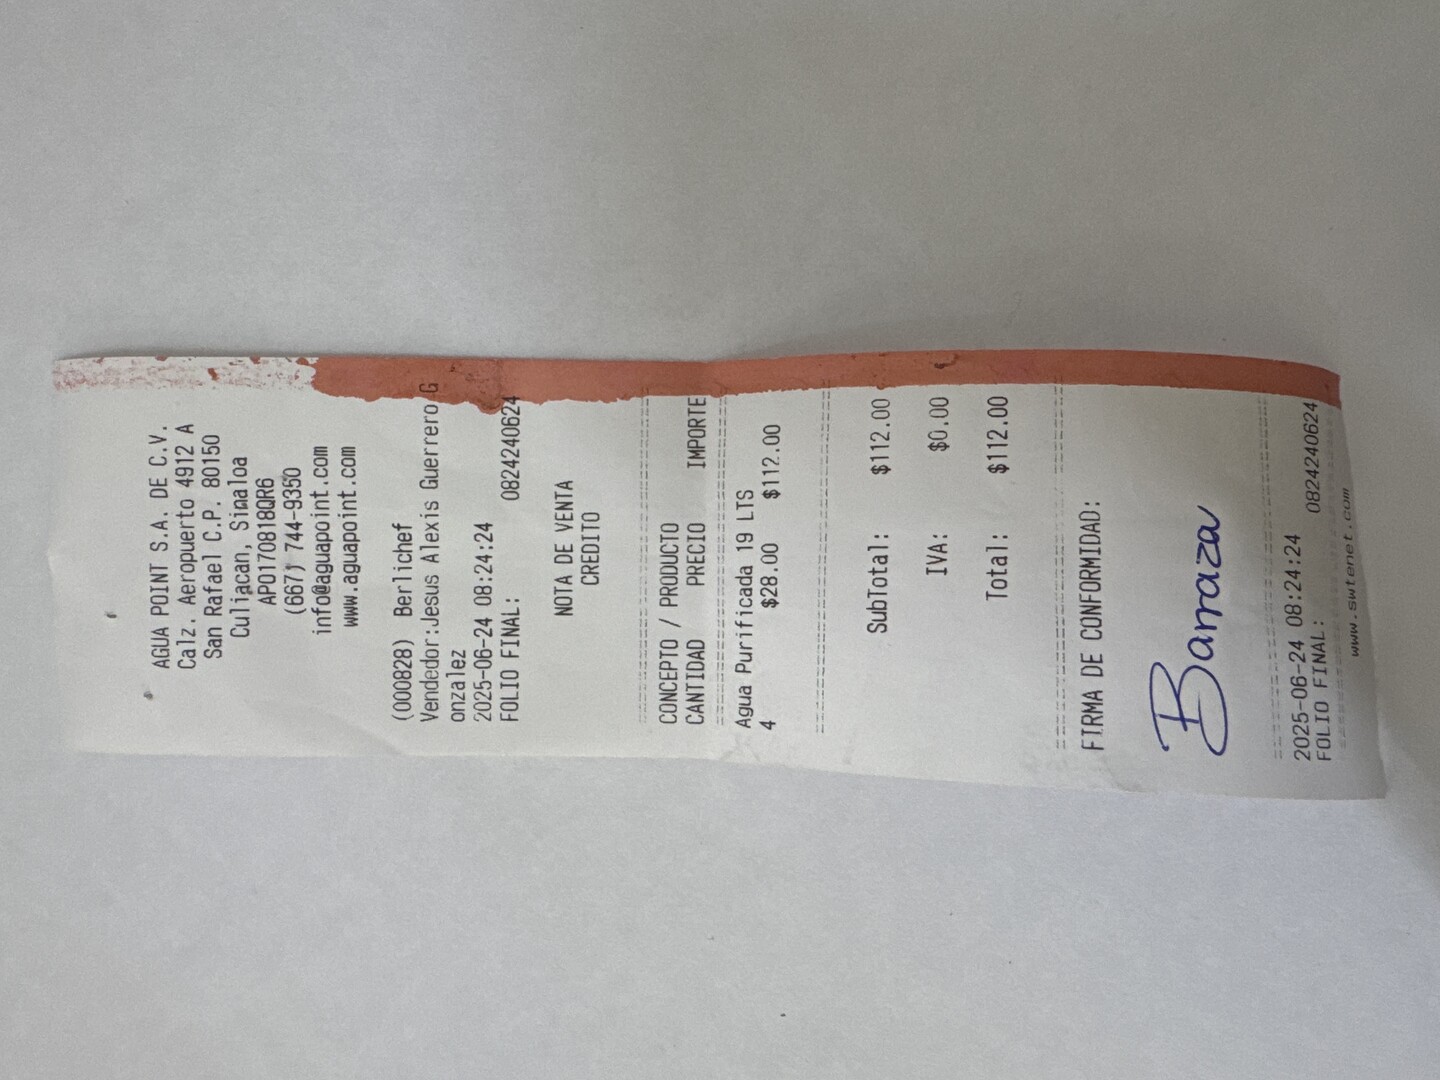 AGUA POINT S.A. DE C.V.
Calz. Aeropuerto 4912 A
San Rafael C.P. 80150
Culiacan, Sinaloa
APO170818QR6
(667) 744-9350
info@aguapoint.com
www.aguapoint.com
(000828) Berlichef
Vendedor:Jesus Alexis Guerrero G
onzalez
2025-06-24 08:24:24
FOLIO FINAL: 0824240624
NOTA DE VENTA
CREDITO
CONCEPTO / PRODUCTO
CANTIDAD PRECIO IMPORTE
Agua Purificada 19 LTS
4 $28.00 $112.00
SubTotal: $112.00
IVA: $0.00
Total: $112.00
FIRMA DE CONFORMIDAD:
Barraza
2025-06-24 08:24:24
FOLIO FINAL: 0824240624
www.swtenet.com